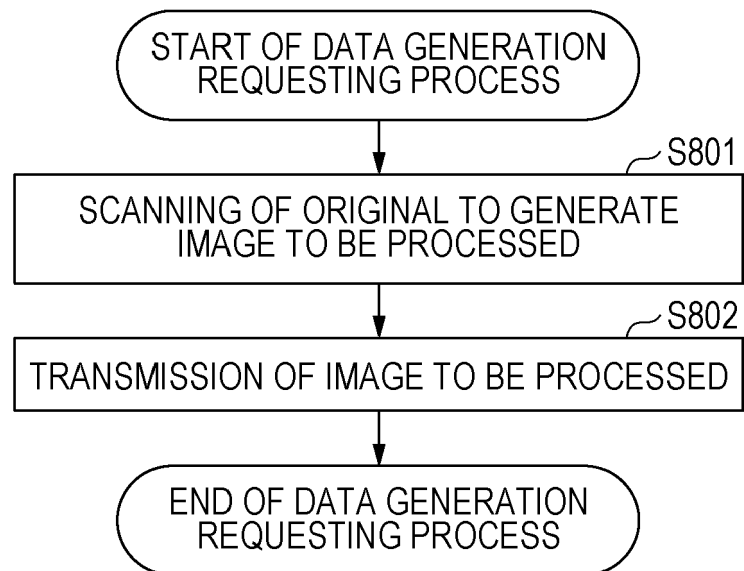 START OF DATA GENERATION
REQUESTING PROCESS
S801
SCANNING OF ORIGINAL TO GENERATE
IMAGE TO BE PROCESSED
S802
TRANSMISSION OF IMAGE TO BE PROCESSED
END OF DATA GENERATION
REQUESTING PROCESS